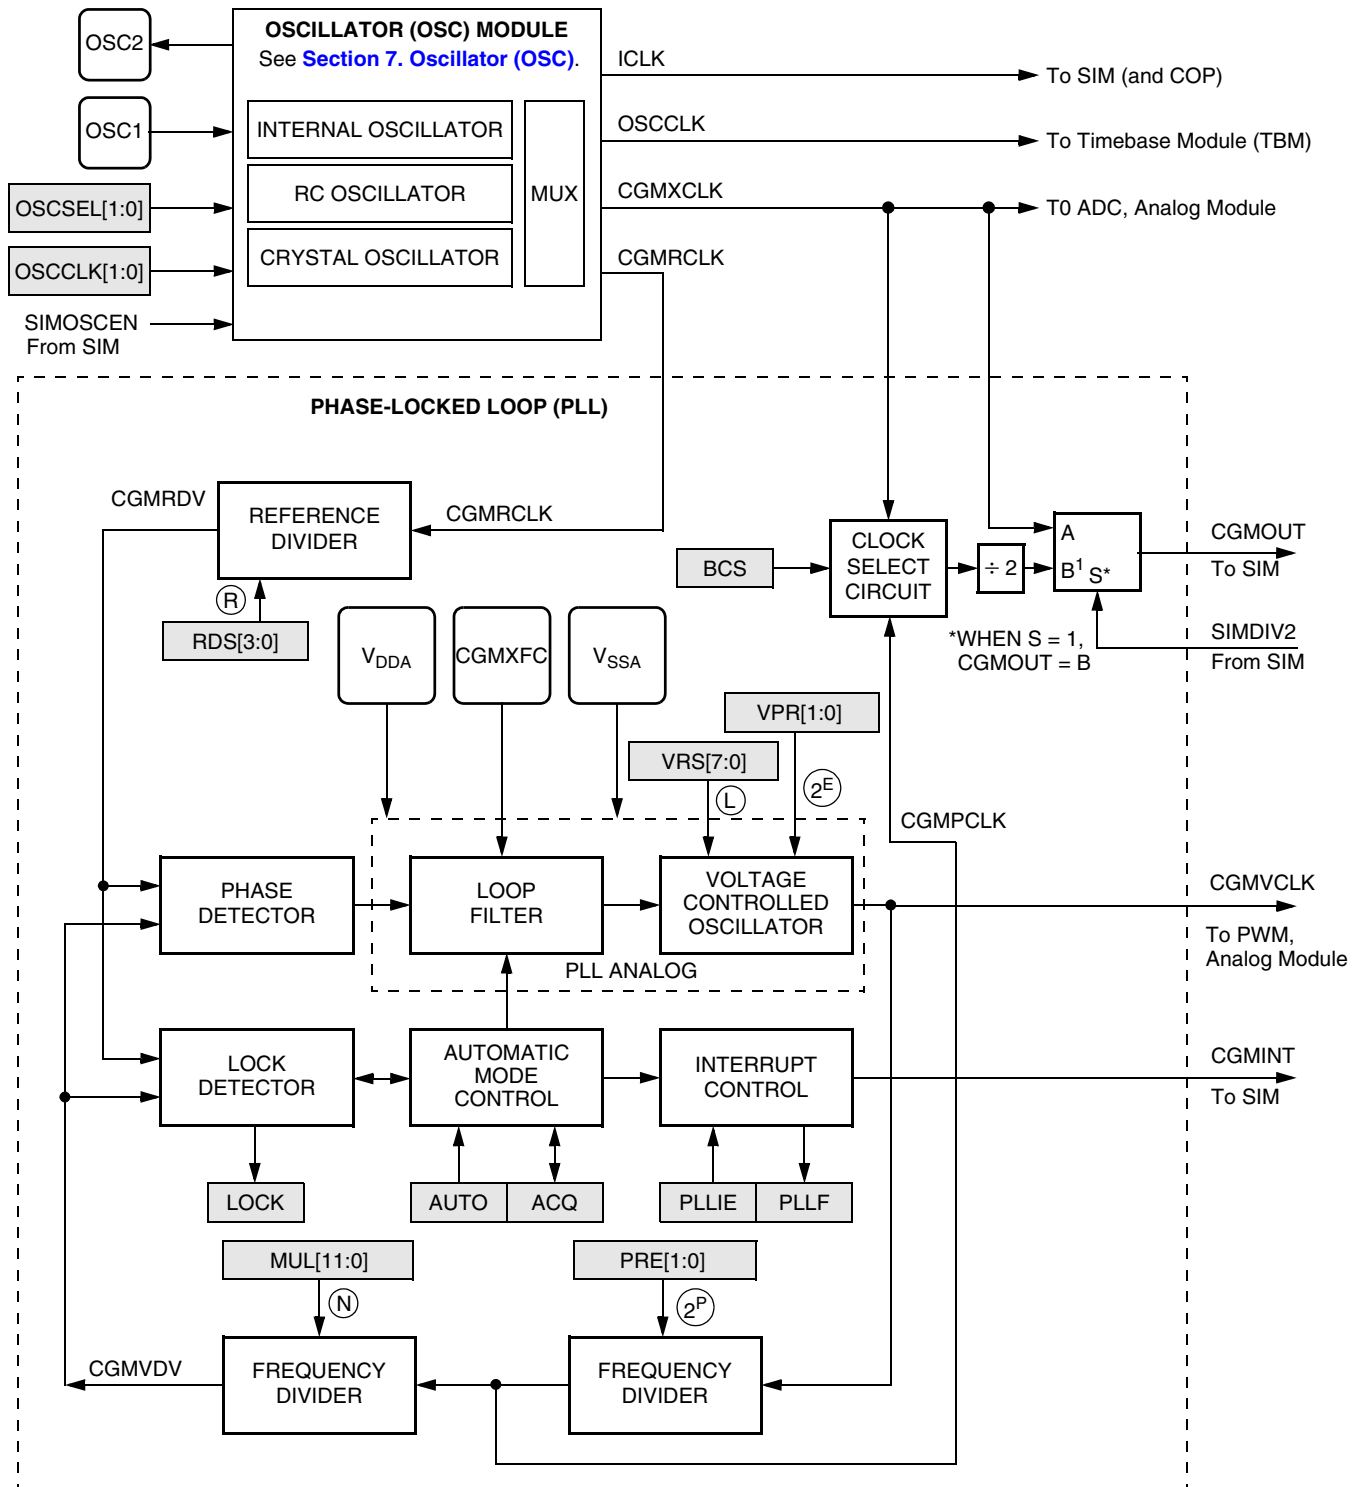 OSC2
OSCILLATOR (OSC) MODULE
See Section 7. Oscillator (OSC).
ICLK
To SIM (and COP)
OSC1
INTERNAL OSCILLATOR
OSCCLK
To Timebase Module (TBM)
OSCSEL[1:0]
RC OSCILLATOR
MUX
CGMXCLK
T0 ADC, Analog Module
OSCCLK[1:0]
CRYSTAL OSCILLATOR
CGMRCLK
SIMOSCEN
From SIM
PHASE-LOCKED LOOP (PLL)
CGMRDV
REFERENCE
DIVIDER
CGMRCLK
R
RDS[3:0]
BCS
CLOCK
SELECT
CIRCUIT
÷ 2
A
B1 S*
CGMOUT
To SIM
*WHEN S = 1,
CGMOUT = B
SIMDIV2
From SIM
VDDA
CGMXFC
VSSA
VPR[1:0]
VRS[7:0]
L
2E
CGMPCLK
PHASE
DETECTOR
LOOP
FILTER
VOLTAGE
CONTROLLED
OSCILLATOR
CGMVCLK
To PWM,
Analog Module
PLL ANALOG
LOCK
DETECTOR
AUTOMATIC
MODE
CONTROL
INTERRUPT
CONTROL
CGMINT
To SIM
LOCK
AUTO
ACQ
PLLIE
PLLF
MUL[11:0]
PRE[1:0]
N
2P
CGMVDV
FREQUENCY
DIVIDER
FREQUENCY
DIVIDER